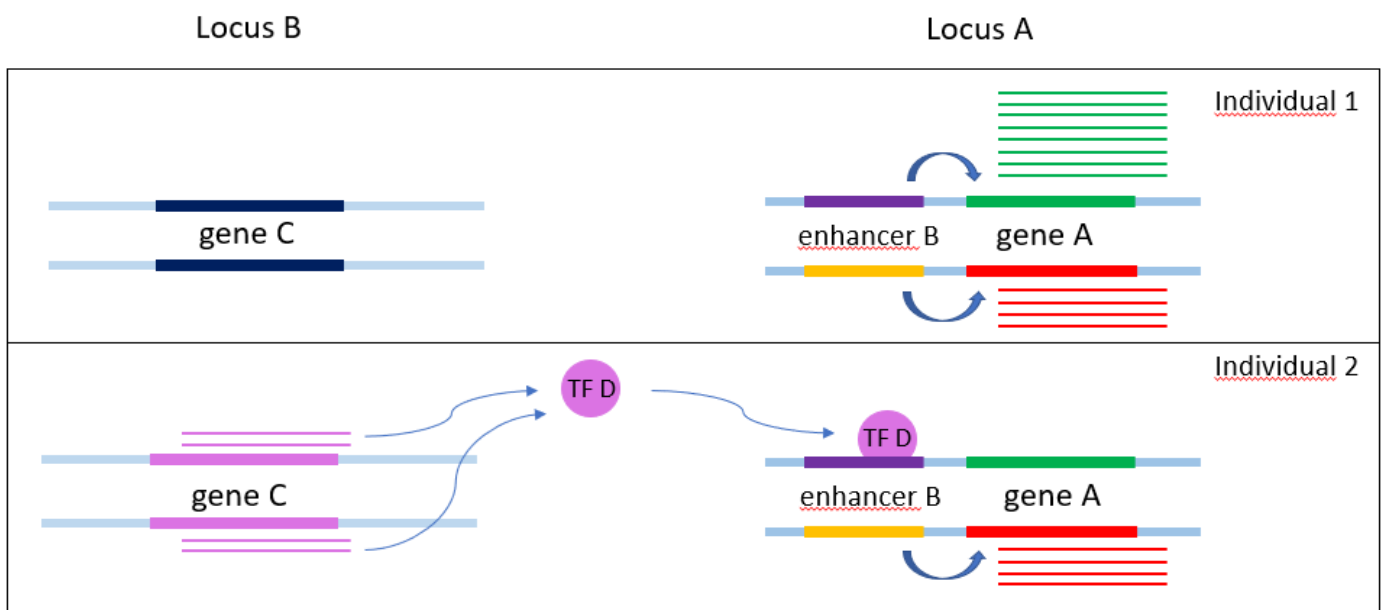 Locus B
Locus A
Individual 1
gene C
enhancer B
gene A
Individual 2
TF D
TF D
gene C
enhancer B
gene A